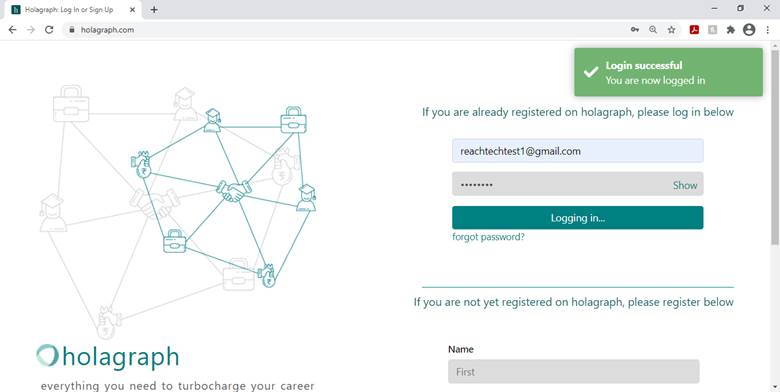 Holagraph: Log In or Sign Up
holagraph.com
Login successful
You are now logged in
If you are already registered on holagraph, please log in below
reachtechtest1@gmail.com
••••••••
Show
Logging in...
forgot password?
If you are not yet registered on holagraph, please register below
Name
First
holagraph
everything you need to turbocharge your career
₹
₹
₹
₹